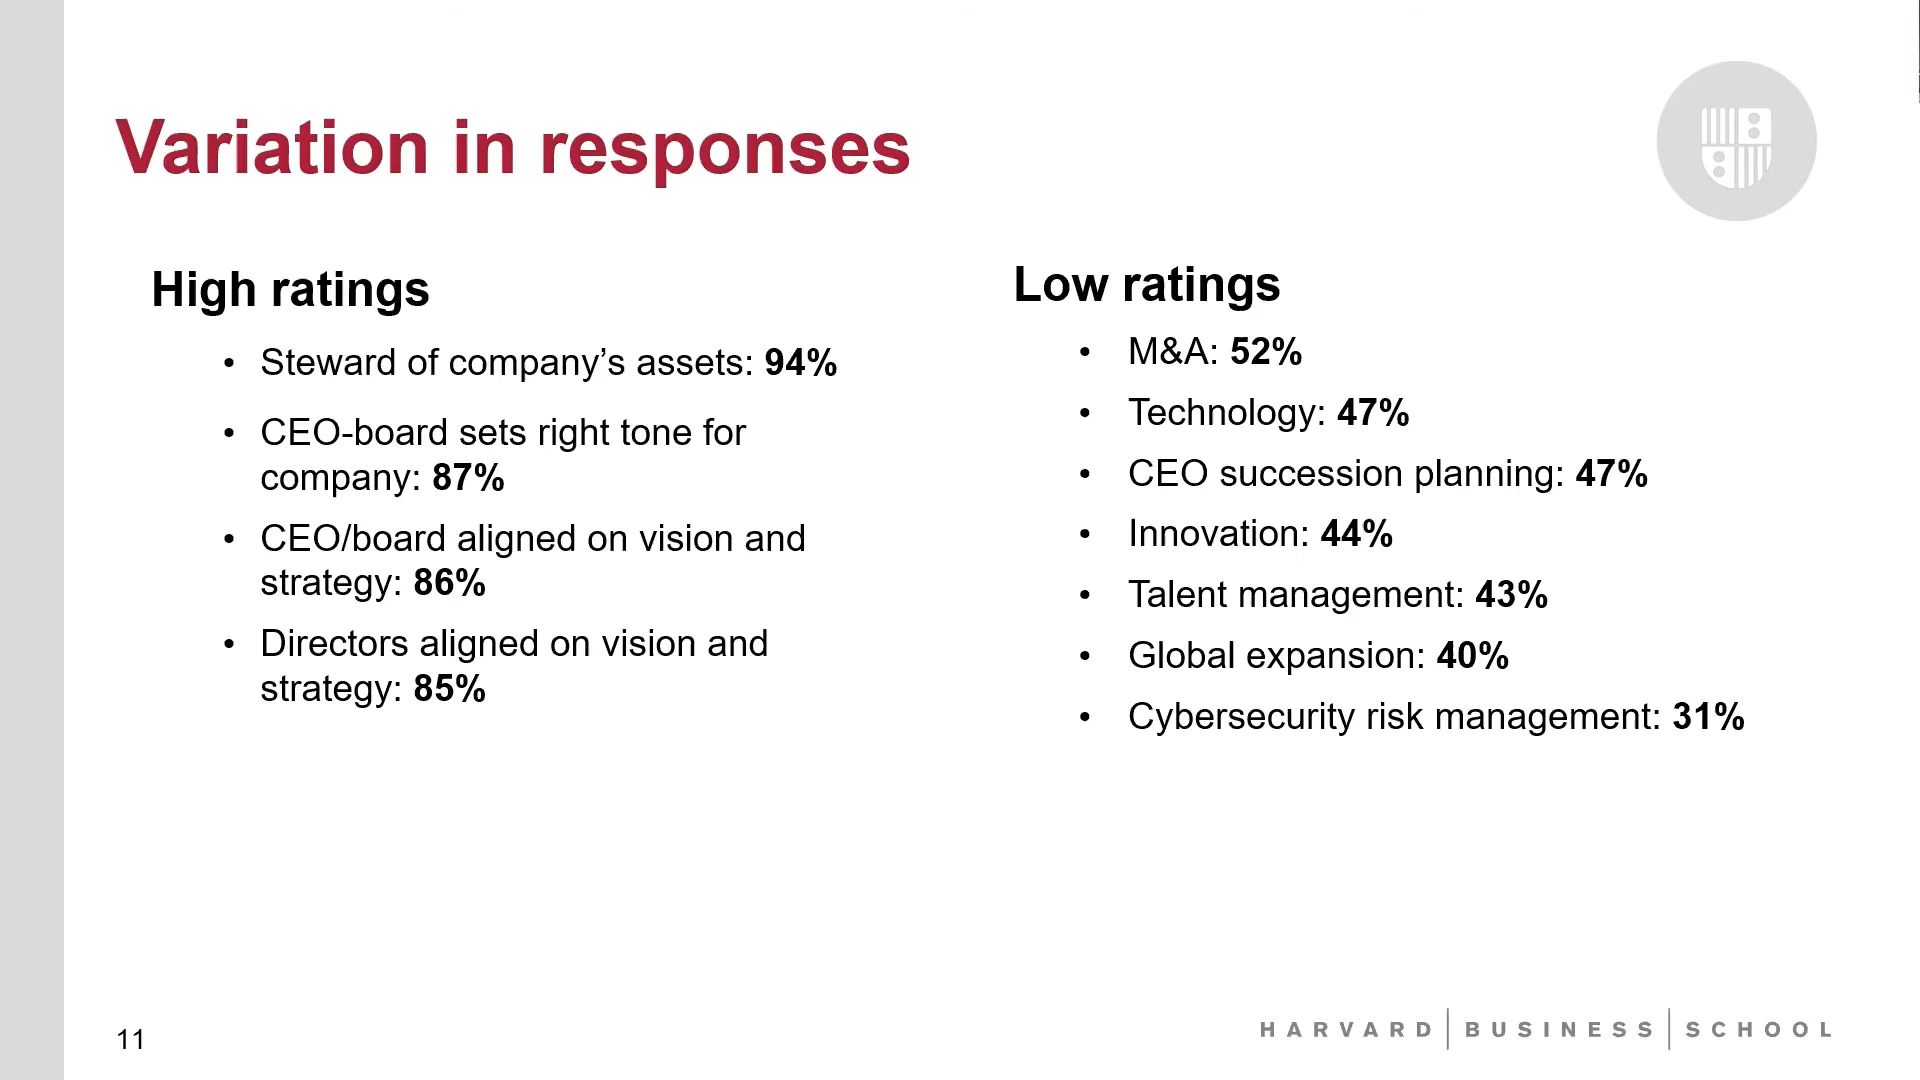 Variation in responses
High ratings
• Steward of company’s assets: 94%
• CEO-board sets right tone for
company: 87%
• CEO/board aligned on vision and
strategy: 86%
• Directors aligned on vision and
strategy: 85%
Low ratings
• M&A: 52%
• Technology: 47%
• CEO succession planning: 47%
• Innovation: 44%
• Talent management: 43%
• Global expansion: 40%
• Cybersecurity risk management: 31%
11
HARVARD | BUSINESS | SCHOOL